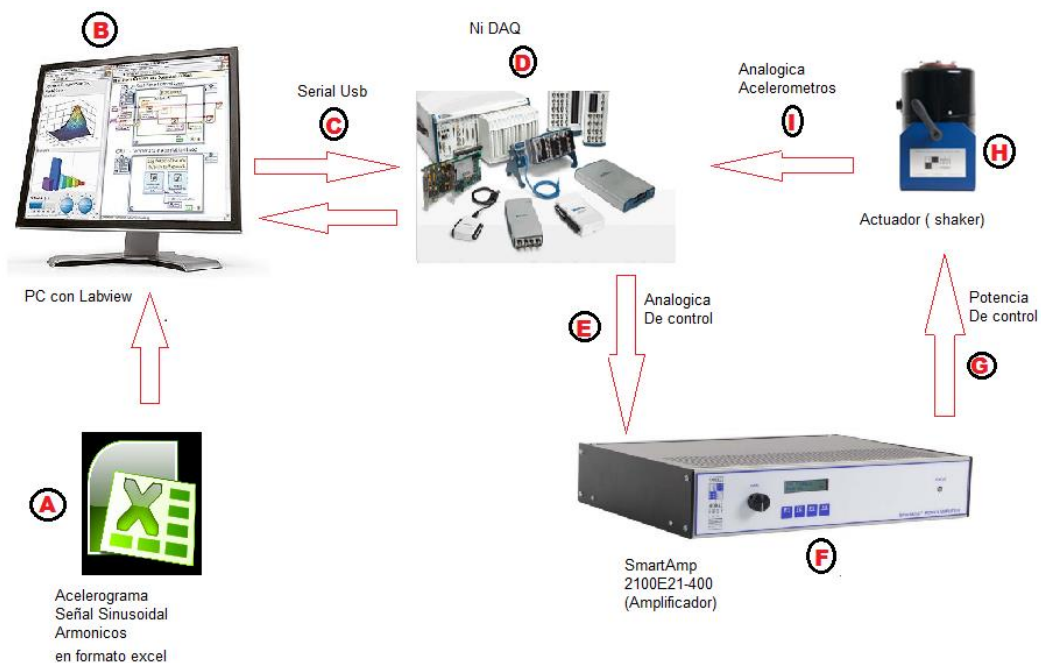 B
Ni DAQ
D
Serial Usb
C
Analogica
Acelerometros
I
H
Actuador ( shaker)
PC con Labview
E
Analogica
De control
Potencia
De control
G
A
F
SmartAmp
2100E21-400
(Amplificador)
Acelerograma
Señal Sinusoidal
Armonicos
en formato excel